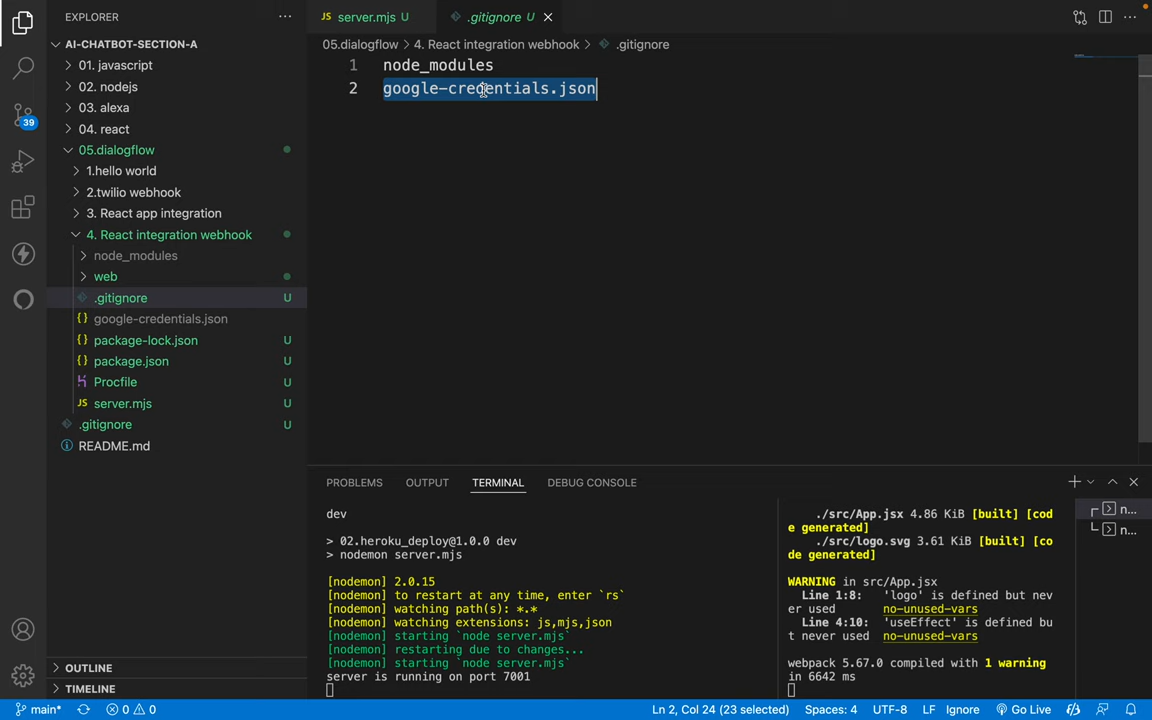 EXPLORER
AI-CHATBOT-SECTION-A
01. javascript
02. nodejs
03. alexa
04. react
05.dialogflow
1.hello world
2.twilio webhook
3. React app integration
4. React integration webhook
node_modules
web
.gitignore U
google-credentials.json
package-lock.json U
package.json U
Procfile U
JS server.mjs U
.gitignore U
README.md
OUTLINE
TIMELINE
39
JS server.mjs U .gitignore U
05.dialogflow > 4. React integration webhook > .gitignore
1 node_modules
2 google-credentials.json
PROBLEMS OUTPUT TERMINAL DEBUG CONSOLE
dev
> 02.heroku_deploy@1.0.0 dev
> nodemon server.mjs
[nodemon] 2.0.15
[nodemon] to restart at any time, enter `rs`
[nodemon] watching path(s): *.*
[nodemon] watching extensions: js,mjs,json
[nodemon] starting `node server.mjs`
[nodemon] restarting due to changes...
[nodemon] starting `node server.mjs`
server is running on port 7001
./src/App.jsx 4.86 KiB [built] [cod
e generated]
./src/logo.svg 3.61 KiB [built] [co
de generated]
WARNING in src/App.jsx
Line 1:8: 'logo' is defined but nev
er used no-unused-vars
Line 4:10: 'useEffect' is defined bu
t never used no-unused-vars
webpack 5.67.0 compiled with 1 warning
in 6642 ms
n...
n...
main* 0 0 Ln 2, Col 24 (23 selected) Spaces: 4 UTF-8 LF Ignore Go Live